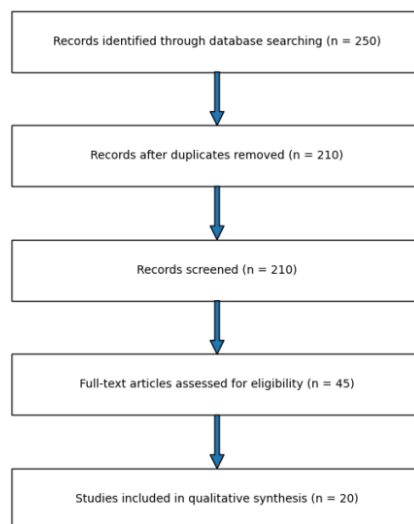 Records identified through database searching (n = 250)
Records after duplicates removed (n = 210)
Records screened (n = 210)
Full-text articles assessed for eligibility (n = 45)
Studies included in qualitative synthesis (n = 20)